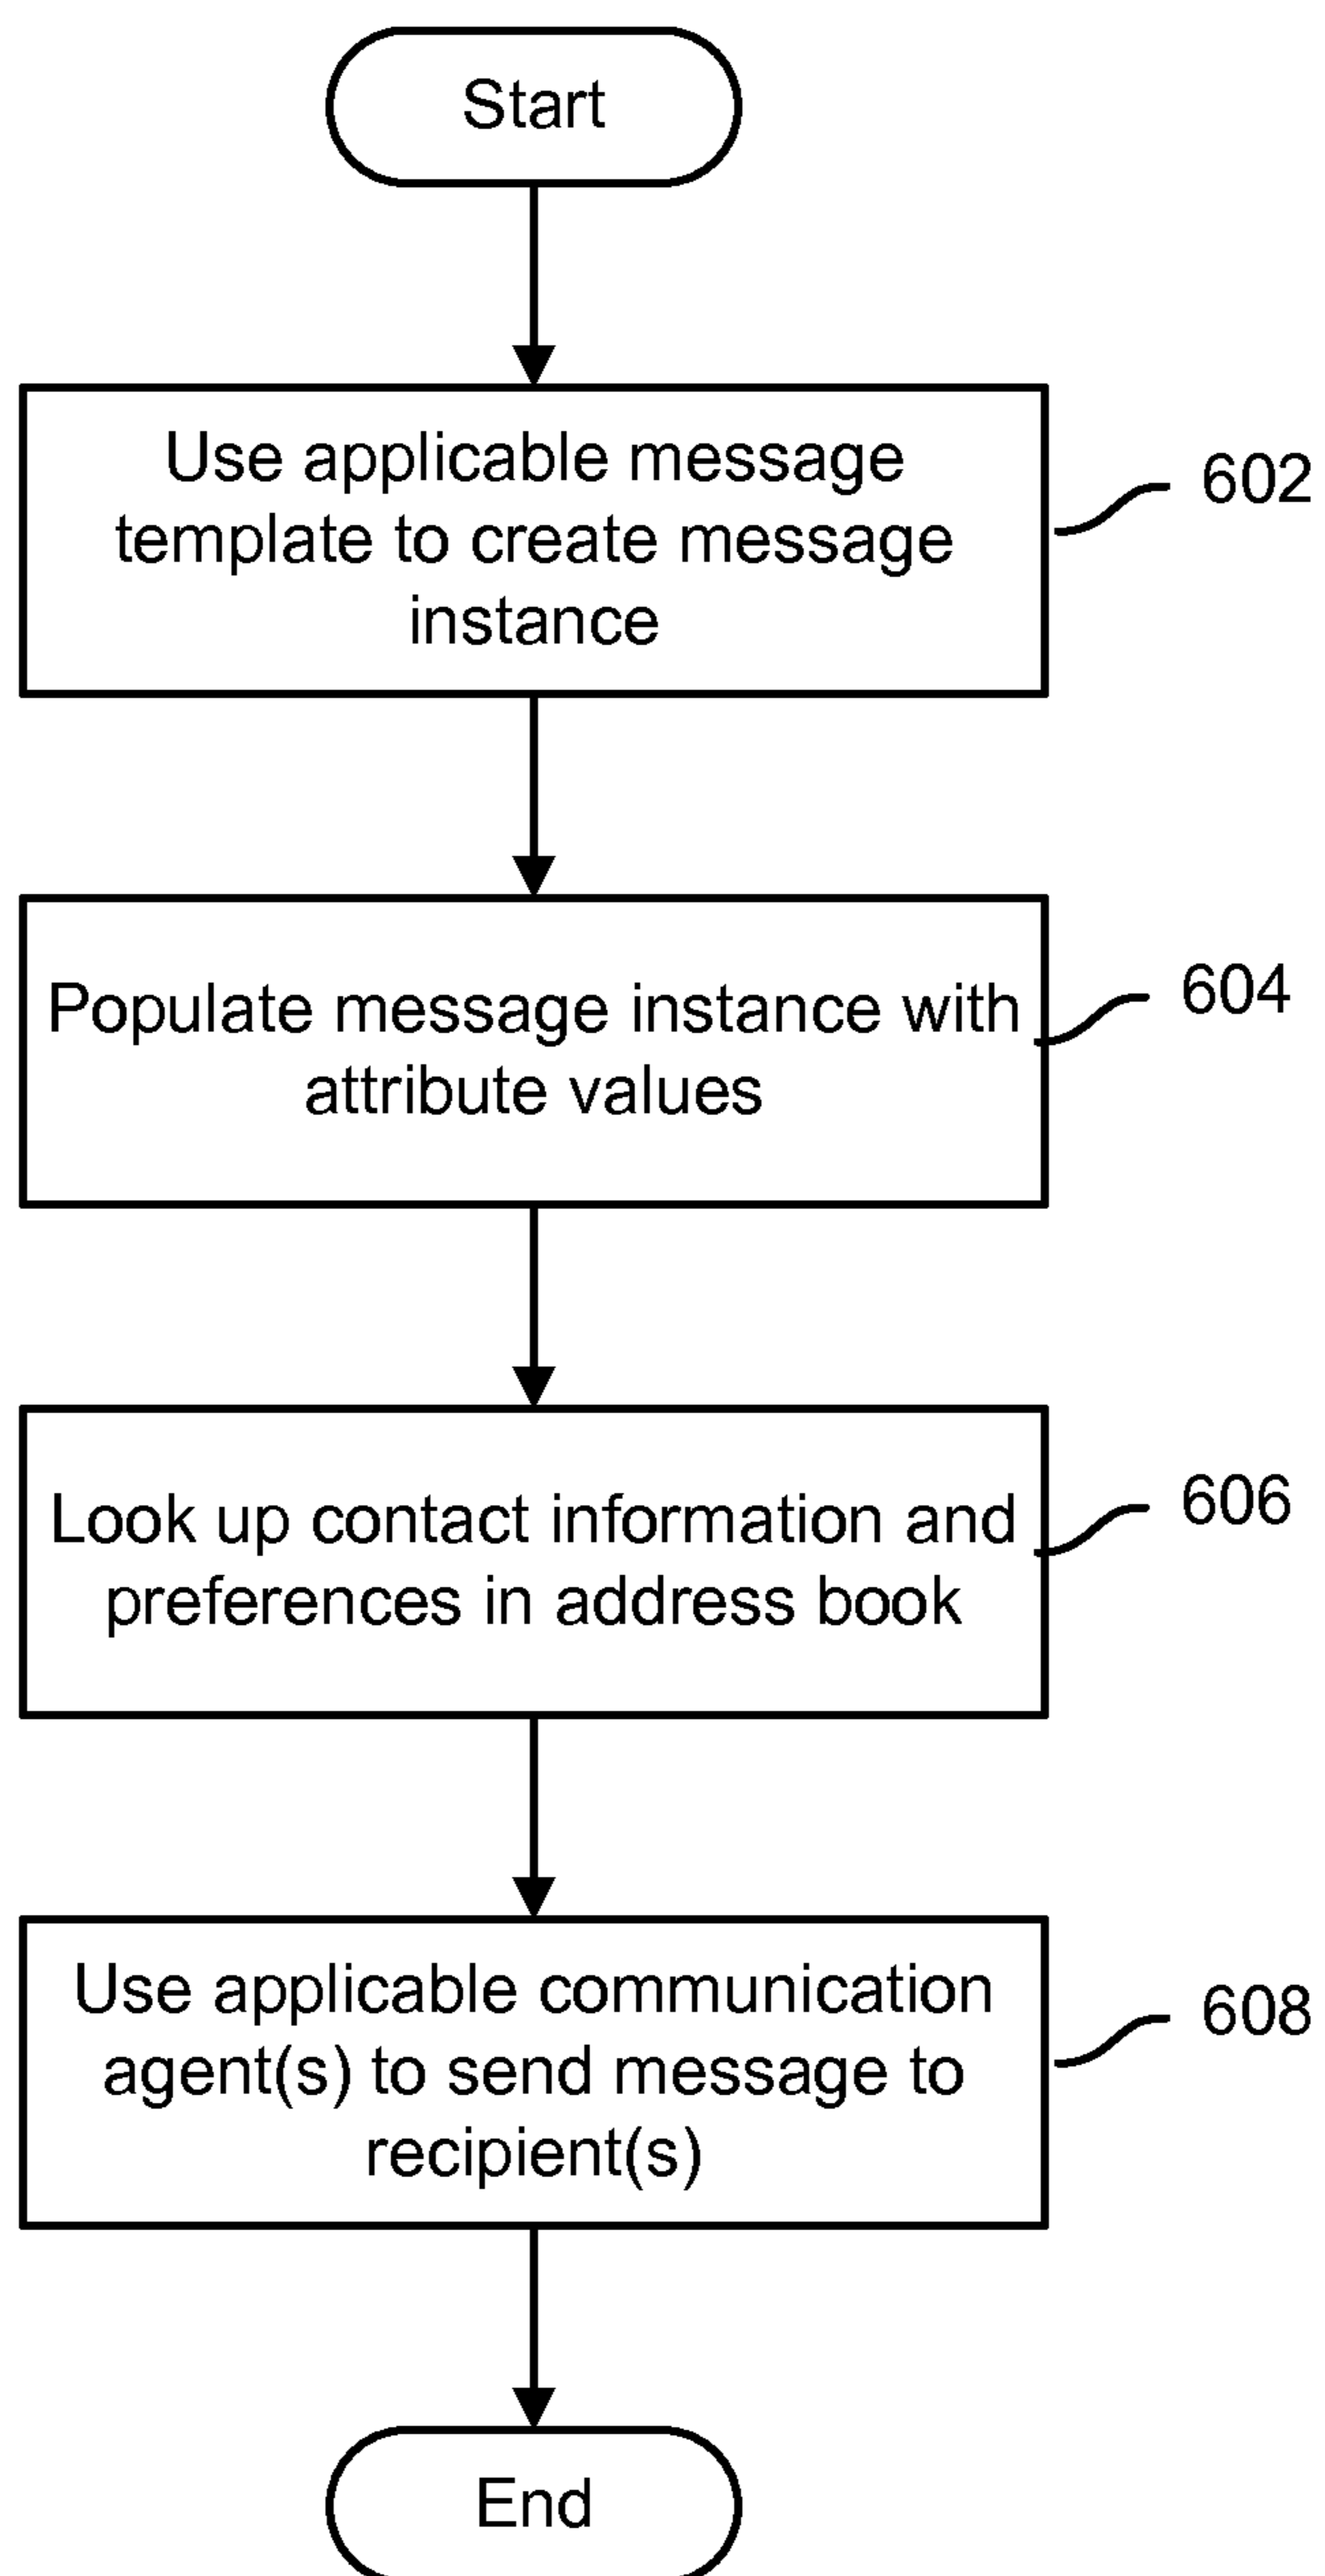 Start
Use applicable message
template to create message
instance
602
Populate message instance with
attribute values
604
Look up contact information and
preferences in address book
606
Use applicable communication
agent(s) to send message to
recipient(s)
608
End